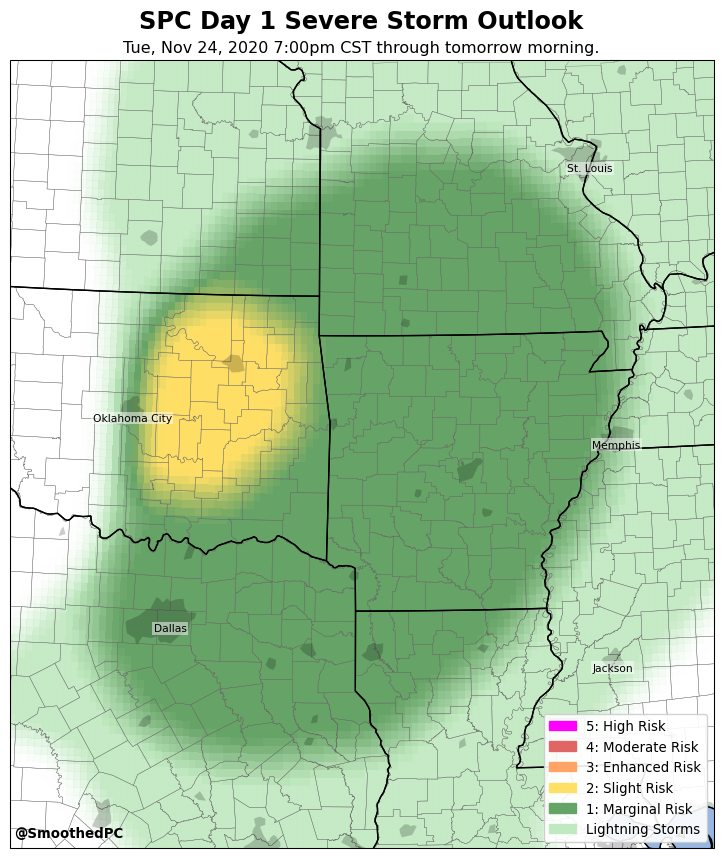 SPC Day 1 Severe Storm Outlook
Tue, Nov 24, 2020 7:00pm CST through tomorrow morning.
St. Louis
Oklahoma City
Memphis
Dallas
Jackson
5: High Risk
4: Moderate Risk
3: Enhanced Risk
2: Slight Risk
1: Marginal Risk
Lightning Storms
@SmoothedPC